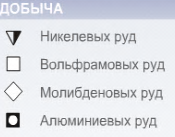 ДОБЫЧА
Никелевых руд
Вольфрамовых руд
Молибденовых руд
Алюминиевых руд